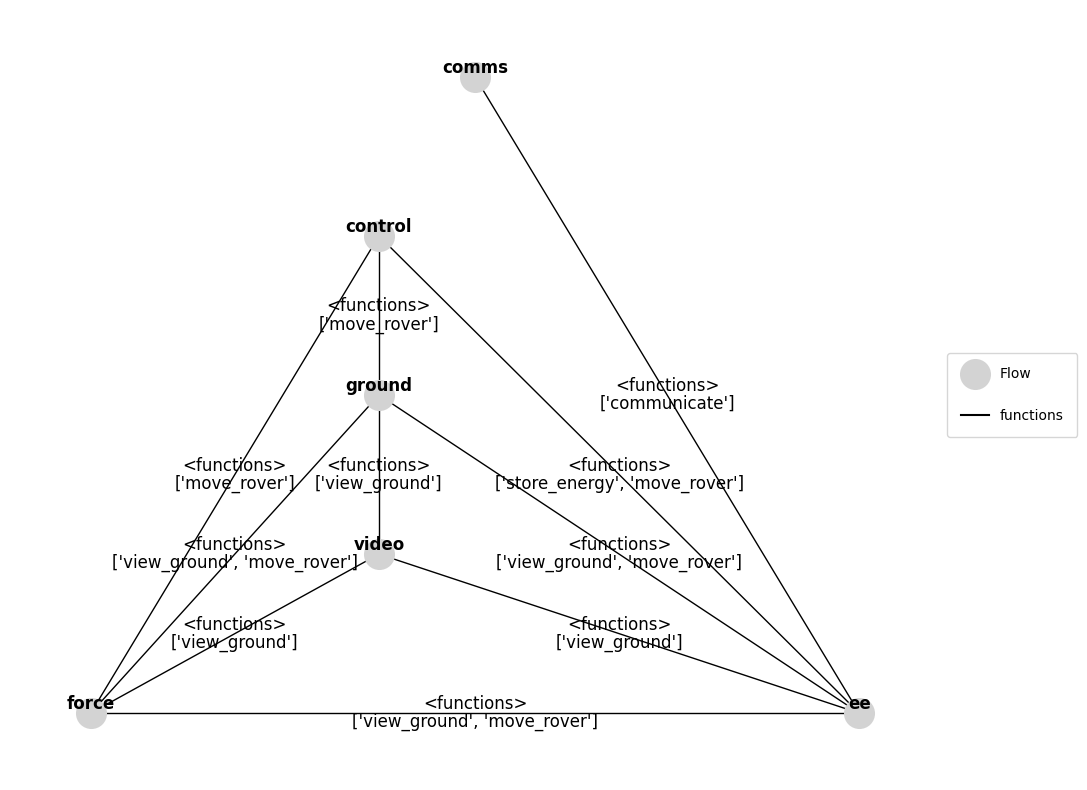 comms
control
<functions>
['move_rover']
ground
Flow
functions
<functions>
['communicate']
<functions>
['move_rover']
<functions>
['view_ground']
<functions>
['store_energy', 'move_rover']
video
<functions>
['view_ground', 'move_rover']
<functions>
['view_ground', 'move_rover']
<functions>
['view_ground']
<functions>
['view_ground']
force
ee
<functions>
['view_ground', 'move_rover']